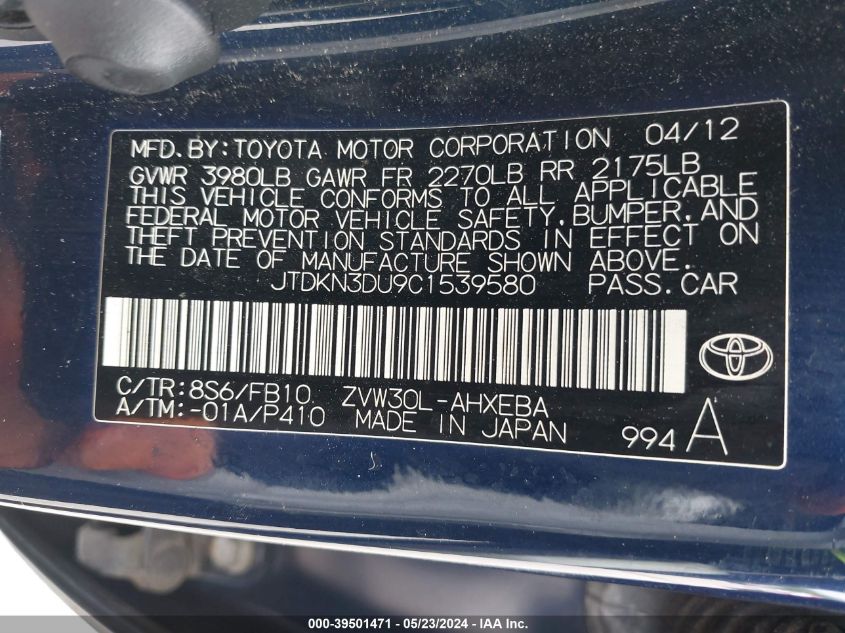 MFD.BY:TOYOTA MOTOR CORPORATION 04/12
GVWR 3980LB GAWR FR 2270LB RR 2175LB
THIS VEHICLE CONFORMS TO ALL APPLICABLE
FEDERAL MOTOR VEHICLE SAFETY,BUMPER,AND
THEFT PREVENTION STANDARDS IN EFFECT ON
THE DATE OF MANUFACTURE SHOWN ABOVE.
JTDKN3DU9C1539580 PASS.CAR
C/TR:8S6/FB10 ZVW30L-AHXEBA
A/TM:-01A/P410 MADE IN JAPAN
994 A
000-39501471 - 05/23/2024 - IAA Inc.